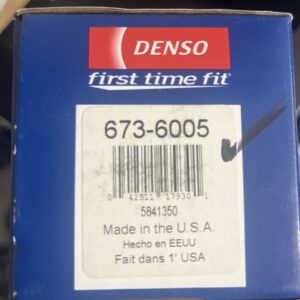 DENSO
first time fit®
673-6005
0 42511 17930 1
5841350
Made in the U.S.A.
Hecho en EEUU
Fait dans 1' USA